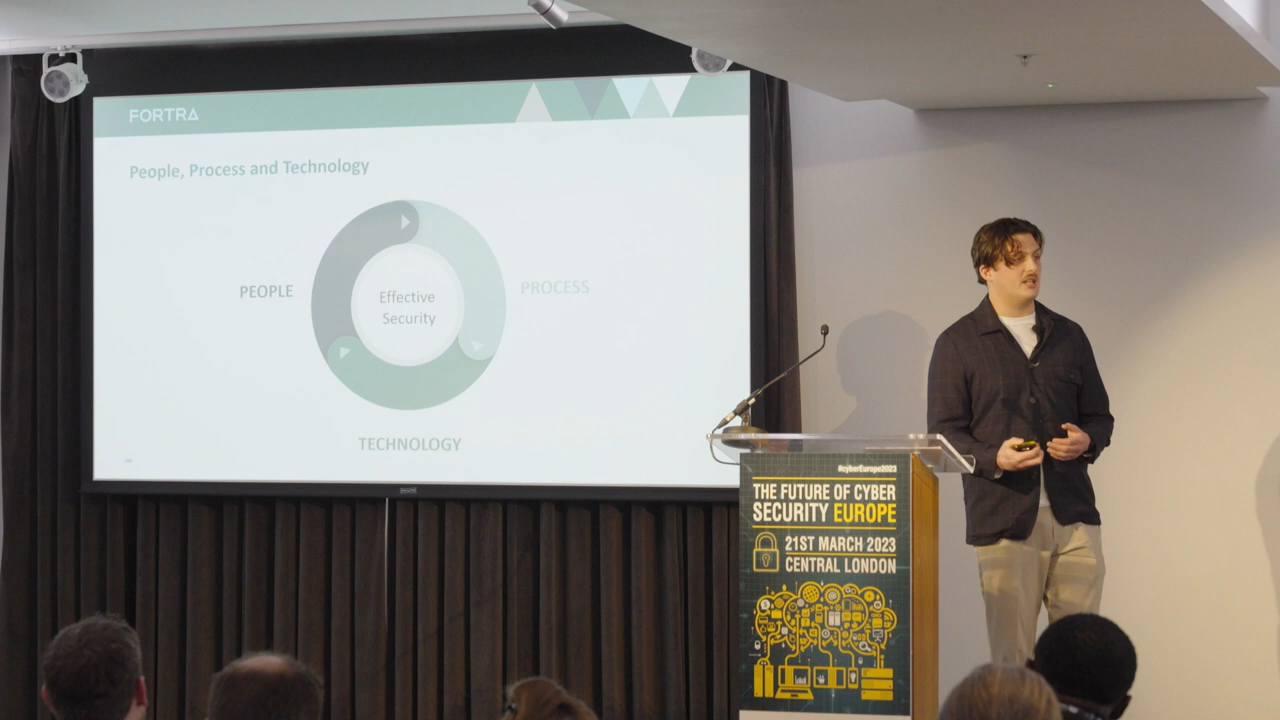 FORTRA
People, Process and Technology
PEOPLE
Effective
Security
PROCESS
TECHNOLOGY
#cyberEurope2023
THE FUTURE OF CYBER
SECURITY EUROPE
21ST MARCH 2023
CENTRAL LONDON